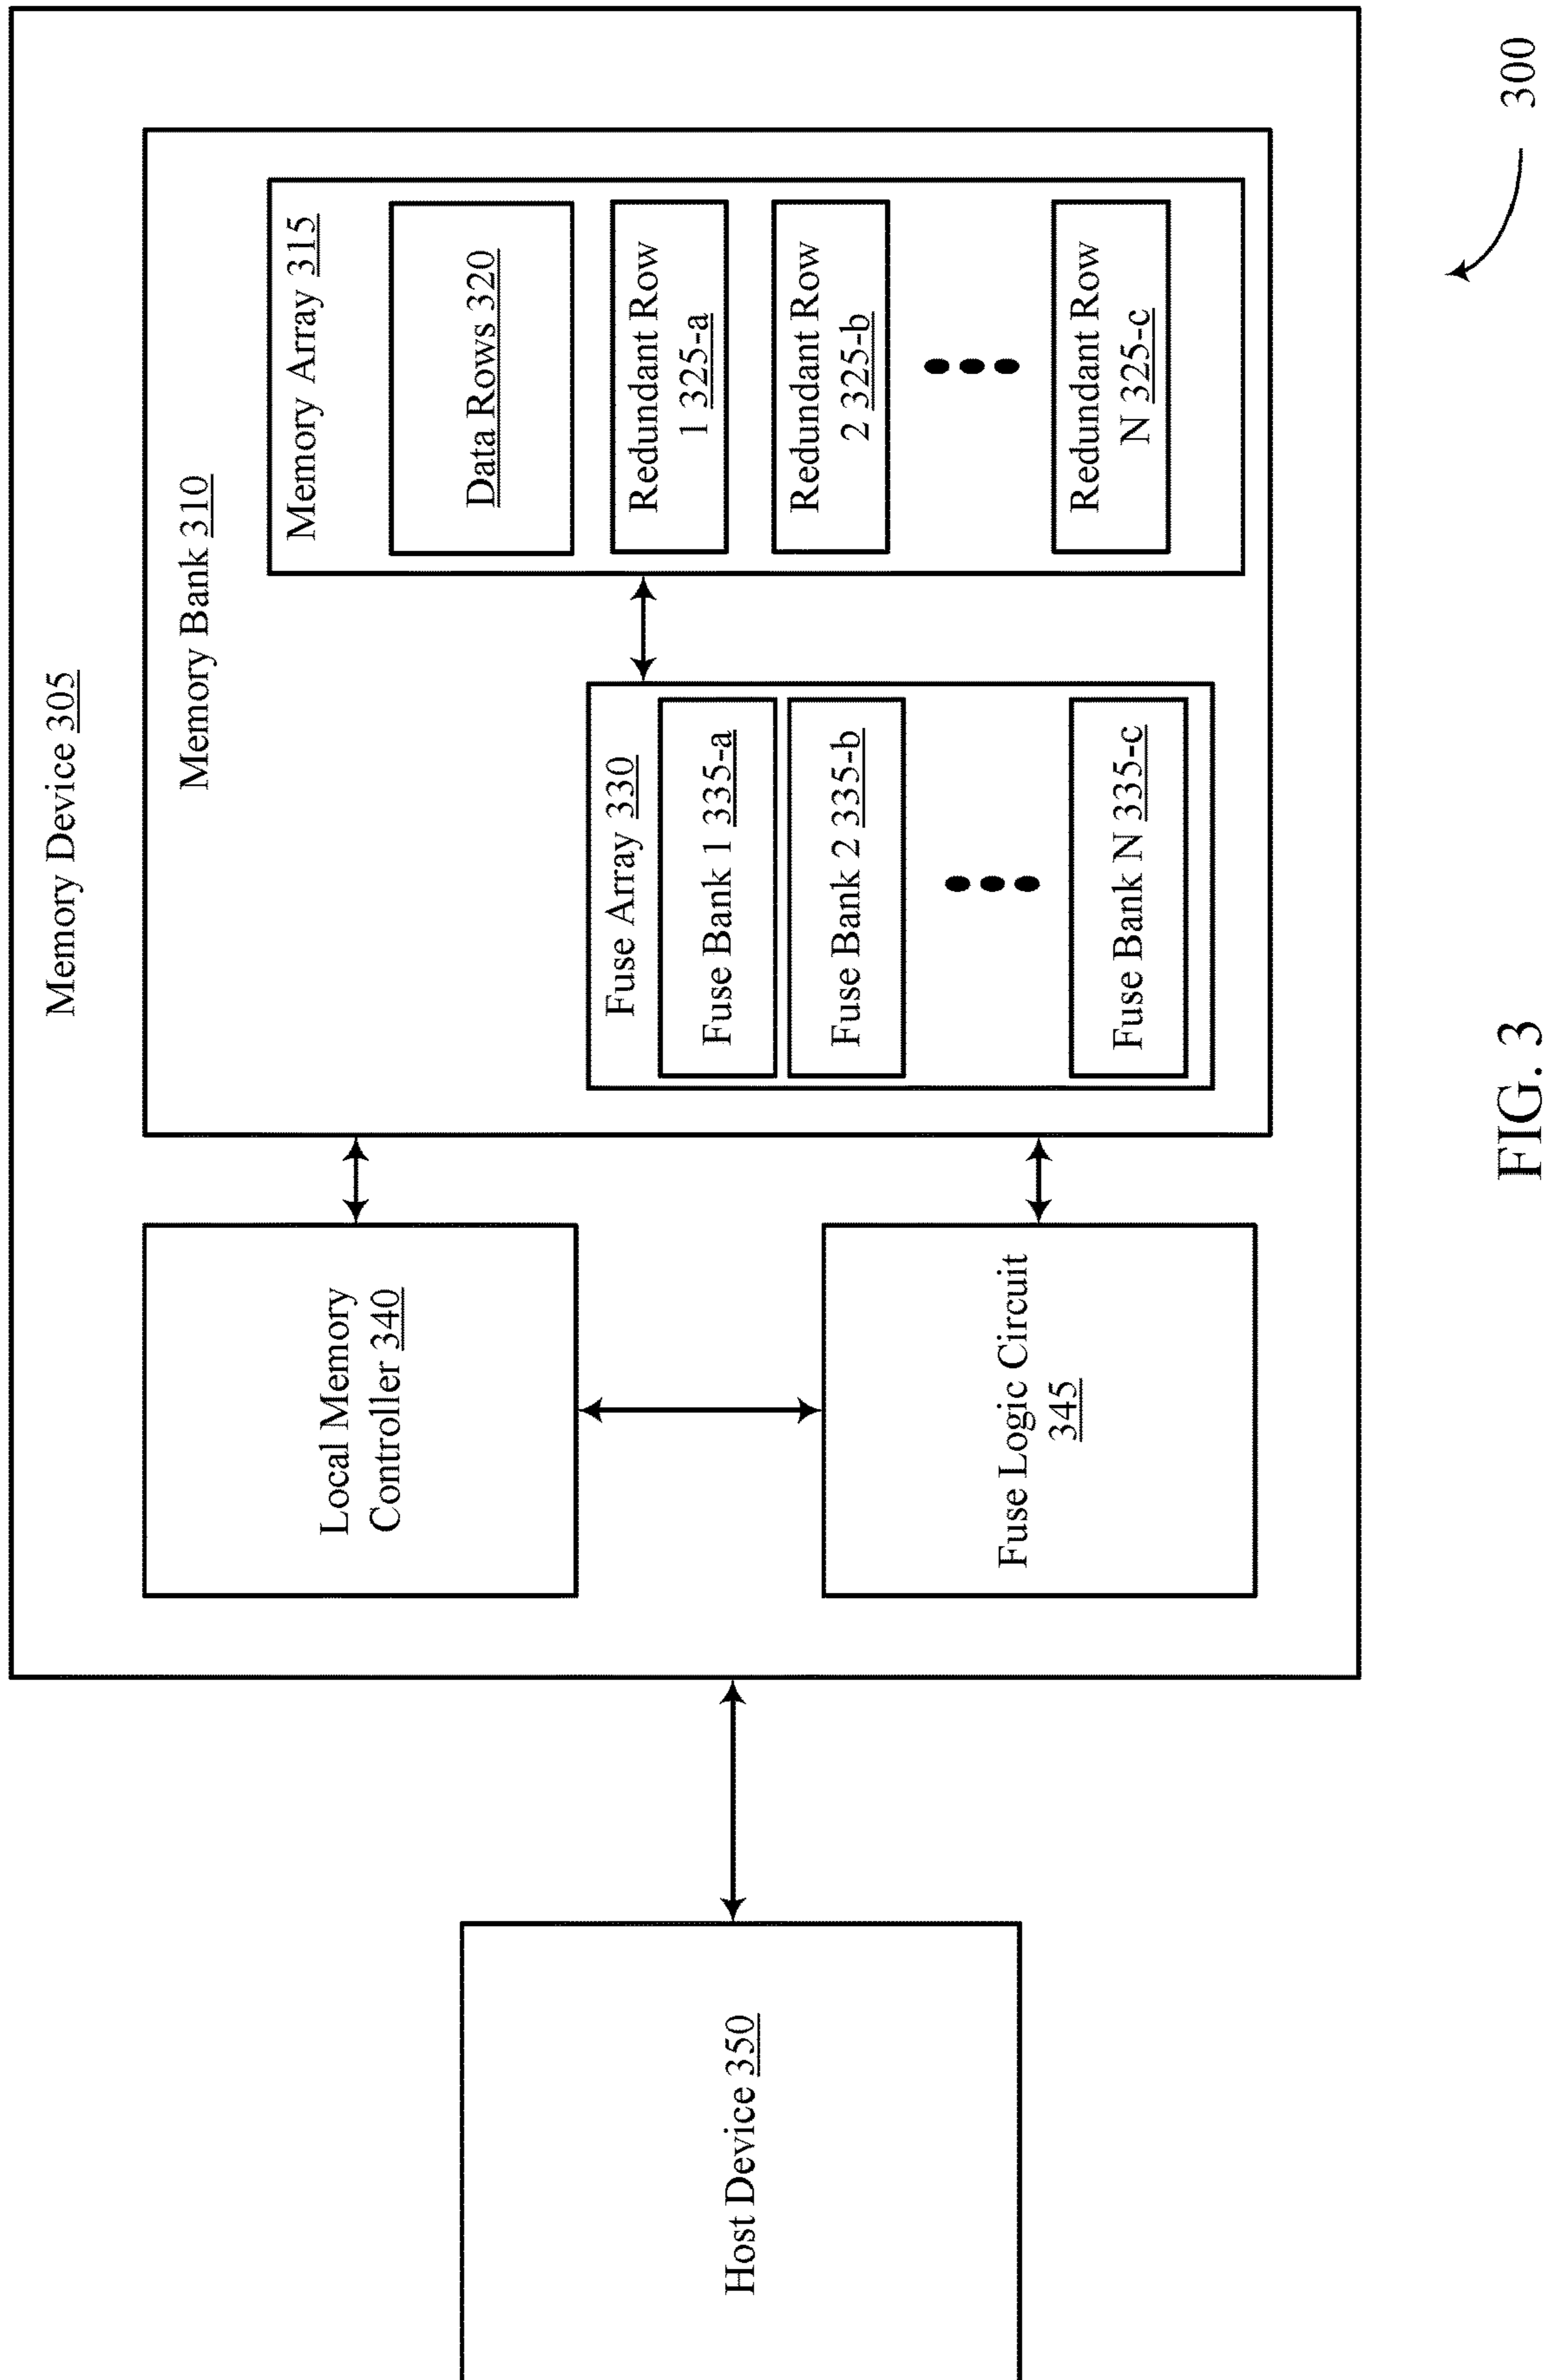 Memory Device 305
Memory Bank 310
Memory Array 315
Data Rows 320
Redundant Row
1 325-a
Redundant Row
2 325-b
Redundant Row
N 325-c
Fuse Array 330
Fuse Bank 1 335-a
Fuse Bank 2 335-b
Fuse Bank N 335-c
Local Memory
Controller 340
Fuse Logic Circuit
345
Host Device 350
300
FIG. 3